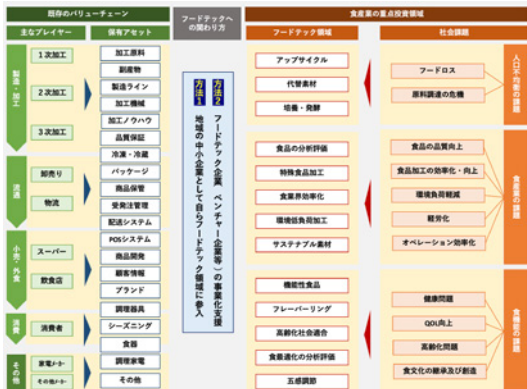 既存のバリューチェーン
フードテックへ
の関わり方
食産業の重点投資領域
主なプレイヤー
保有アセット
フードテック領域
社会課題
製造・加工
1次加工
2次加工
3次加工
加工原料
副産物
製造ライン
加工機械
加工ノウハウ
品質保証
冷凍・冷蔵
流通
卸売り
物流
パッケージ
商品保管
受発注管理
配送システム
小売・外食
スーパー
飲食店
POSシステム
商品開発
顧客情報
ブランド
消費
消費者
調理器具
シーズニング
食器
その他
家電メーカー
その他メーカー
調理家電
その他
方法1
地域の中小企業として自らフードテック領域に参入
方法2
フードテック企業 ベンチャー企業等）の事業化支援
アップサイクル
代替素材
培養・発酵
フードロス
原料調達の危機
人口不均衡の課題
食品の分析評価
特殊食品加工
食業界効率化
環境低負荷加工
サステナブル素材
食品の品質向上
食品加工の効率化・向上
環境負荷軽減
軽労化
オペレーション効率化
食産業の課題
機能性食品
フレーバーリング
高齢化社会適合
食最適化の分析評価
五感調節
健康問題
QOL向上
高齢化問題
食文化の継承及び創造
食機能の課題